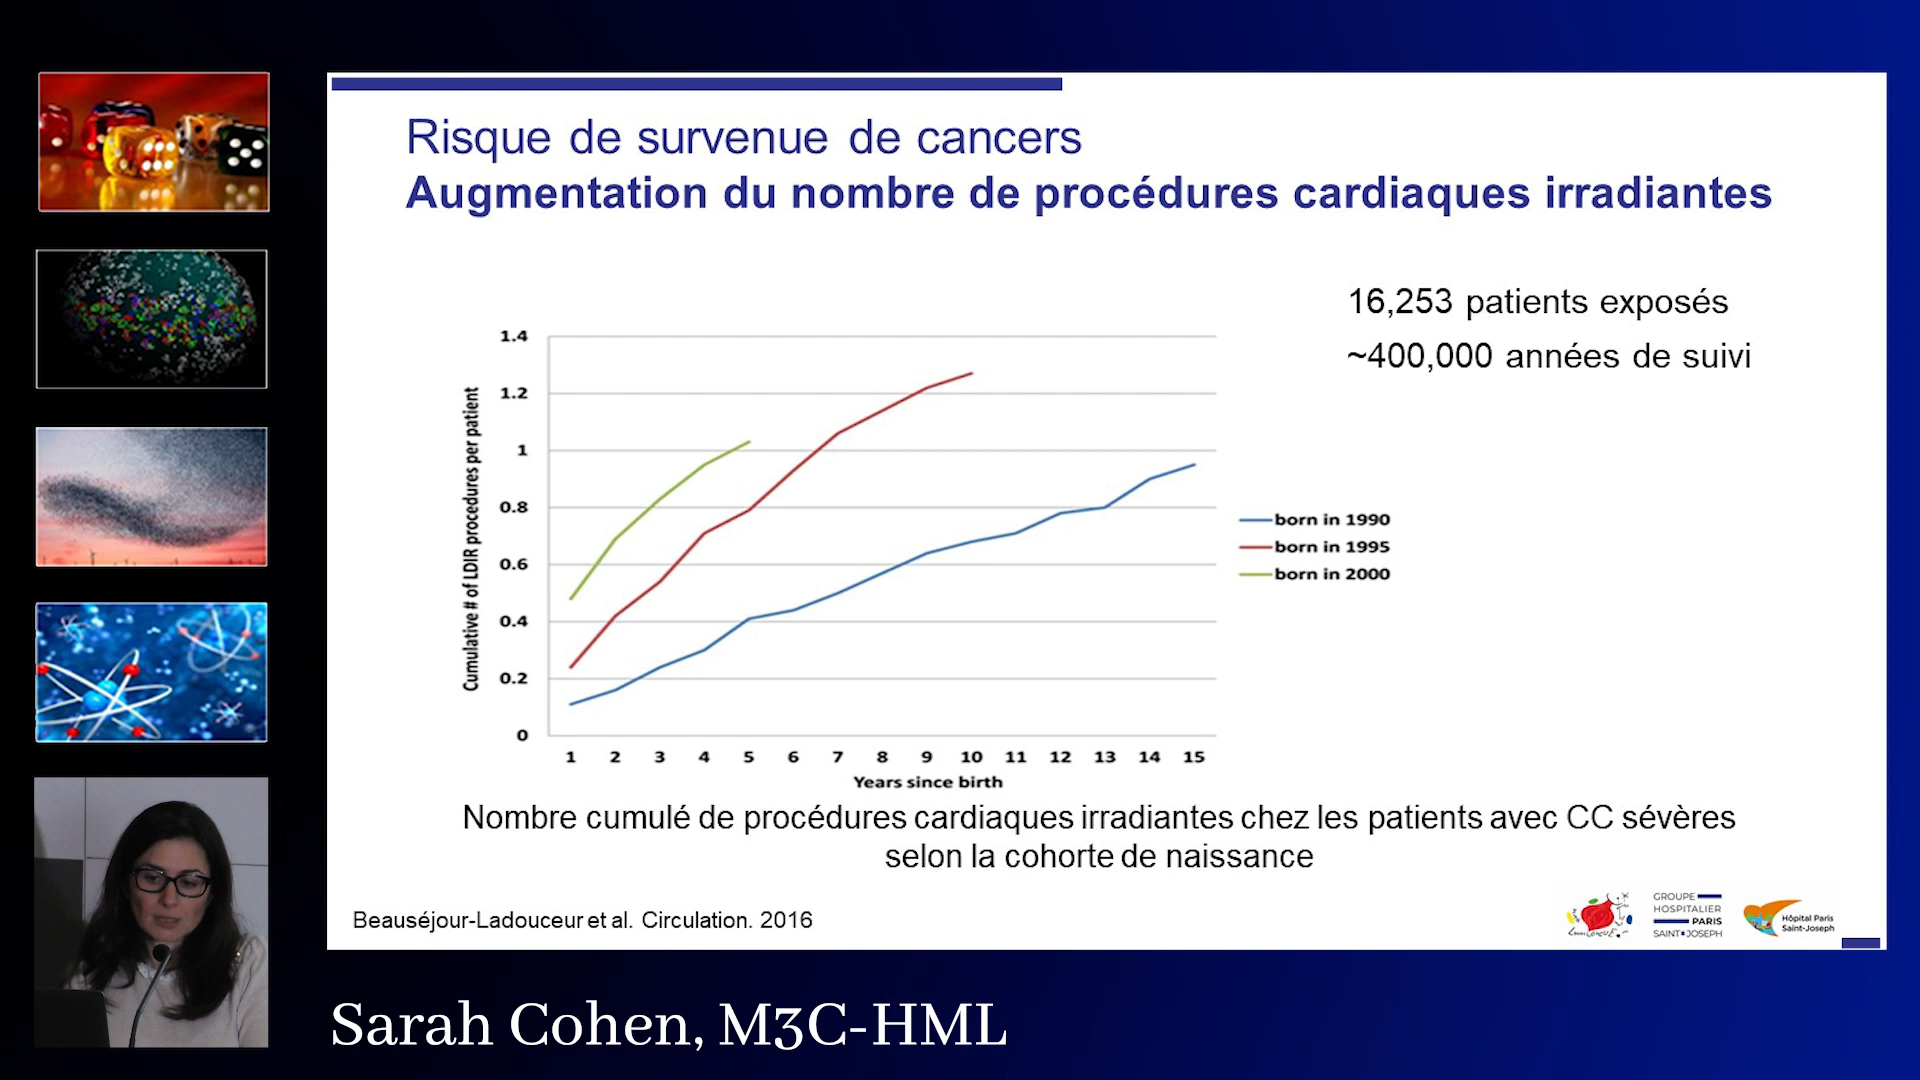 Risque de survenue de cancers
Augmentation du nombre de procédures cardiaques irradiantes
16,253 patients exposés
~400,000 années de suivi
Cumulative # of LDIR procedures per patient
1.4
1.2
1
0.8
0.6
0.4
0.2
0
1 2 3 4 5 6 7 8 9 10 11 12 13 14 15
Years since birth
born in 1990
born in 1995
born in 2000
Nombre cumulé de procédures cardiaques irradiantes chez les patients avec CC sévères
selon la cohorte de naissance
Beauséjour-Ladouceur et al. Circulation. 2016
GROUPE
HOSPITALIER
PARIS
SAINT JOSEPH
Hôpital Paris
Saint-Joseph
Sarah Cohen, M3C-HML